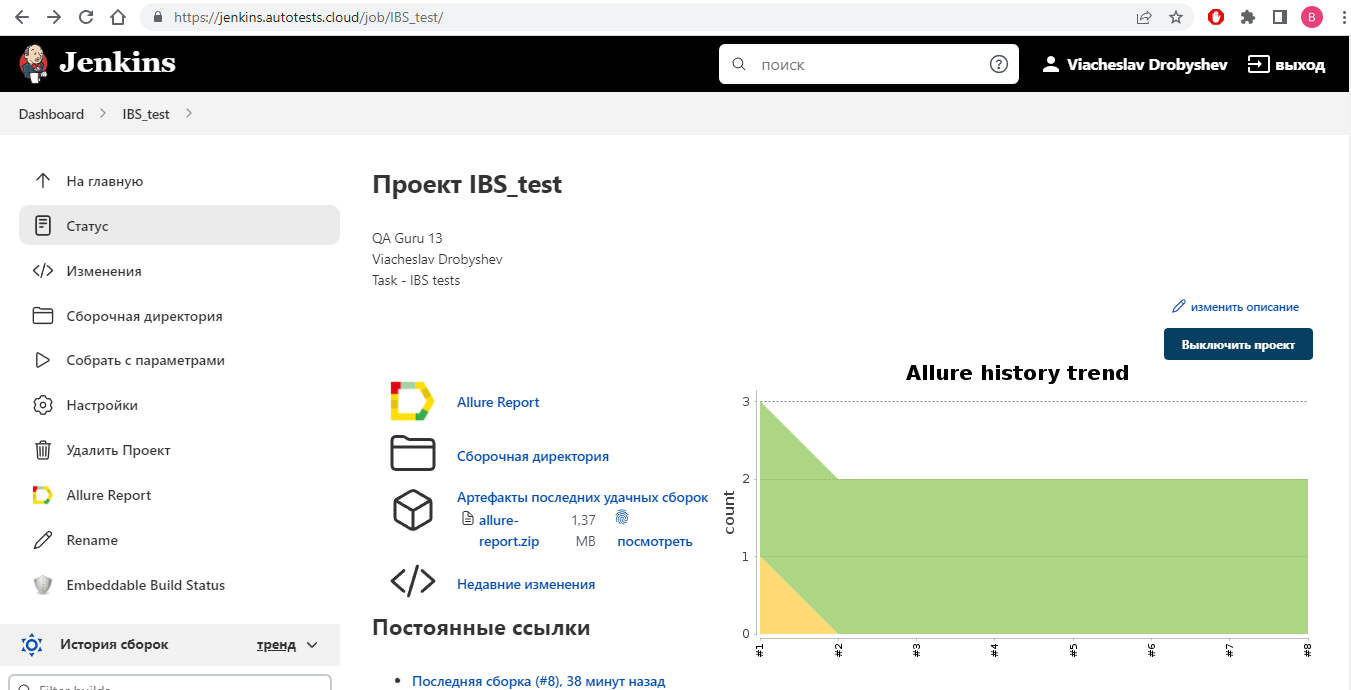 https://jenkins.autotests.cloud/job/IBS_test/
B
Jenkins
поиск
Viacheslav Drobyshev
выход
Dashboard
IBS_test
На главную
Статус
Изменения
Сборочная директория
Собрать с параметрами
Настройки
Удалить Проект
Allure Report
Rename
Embeddable Build Status
История сборок
тренд
Filter builds
Проект IBS_test
QA Guru 13
Viacheslav Drobyshev
Task - IBS tests
изменить описание
Выключить проект
Allure Report
Сборочная директория
Артефакты последних удачных сборок
allure-
report.zip
1,37
MB
посмотреть
Недавние изменения
Allure history trend
count
3
2
1
0
#1
#2
#3
#4
#5
#6
#7
#8
Постоянные ссылки
Последняя сборка (#8), 38 минут назад